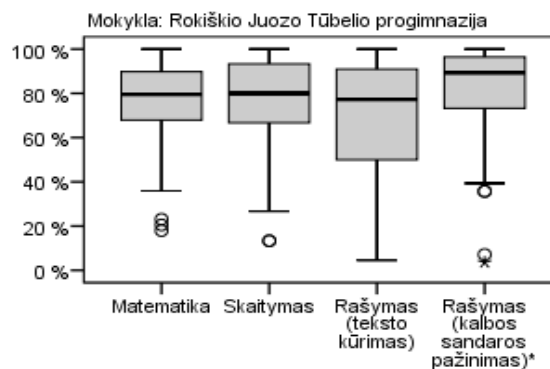 Mokykla: Rokiškio Juozo Tūbelio progimnazija
100 %
80 %
60 %
40 %
20 %
0 %
Matematika
Skaitymas
Rašymas
(teksto
kūrimas)
Rašymas
(kalbos
sandaros
pažinimas)*